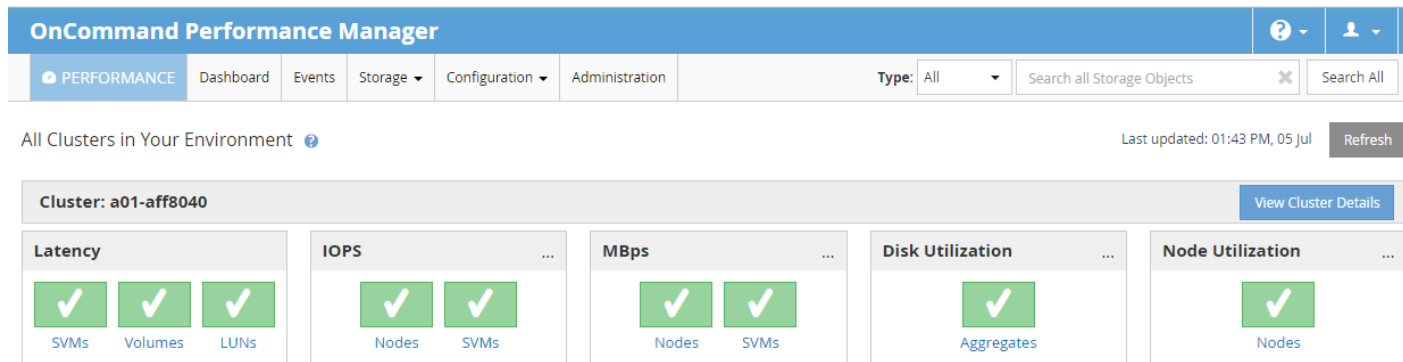 OnCommand Performance Manager
PERFORMANCE Dashboard Events Storage Configuration Administration Type: All Search all Storage Objects Search All
All Clusters in Your Environment Last updated: 01:43 PM, 05 Jul Refresh
Cluster: a01-aff8040 View Cluster Details
Latency IOPS ... MBps ... Disk Utilization ... Node Utilization ...
SVMs Volumes LUNs Nodes SVMs Nodes SVMs Aggregates Nodes